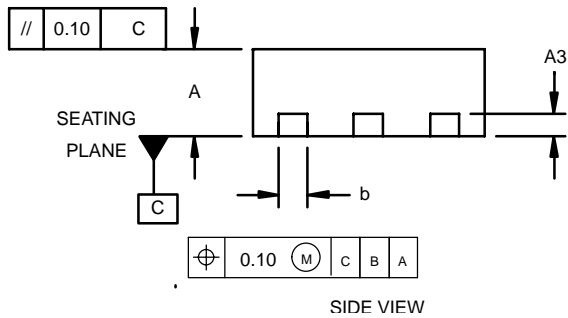 // 0.10 C
A3
A
SEATING
PLANE
C
b
⌖ 0.10 Ⓜ C B A
SIDE VIEW